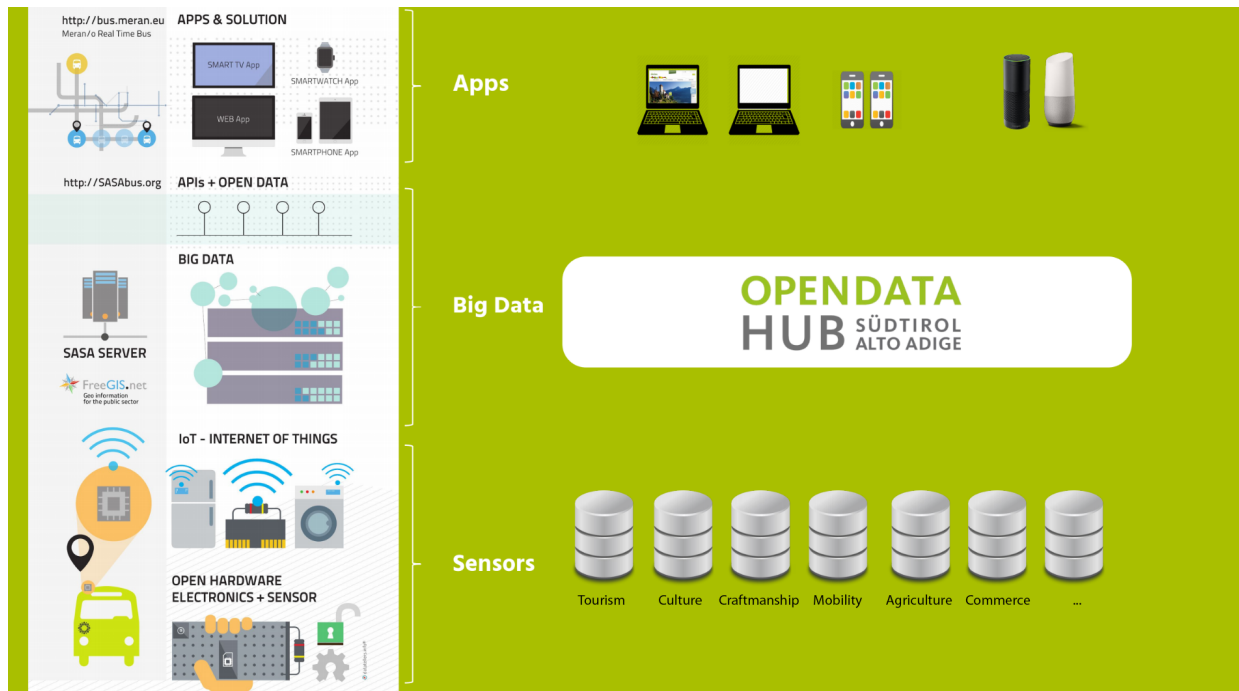 http://bus.meran.eu
Meran/o Real Time Bus
APPS & SOLUTION
SMART TV App
SMARTWATCH App
WEB App
SMARTPHONE App
http://SASAbus.org
APIs + OPEN DATA
BIG DATA
SASA SERVER
FreeGIS.net
Geo information
for the public sector
IoT - INTERNET OF THINGS
OPEN HARDWARE
ELECTRONICS + SENSOR
Apps
Big Data
OPENDATA
HUB SÜDTIROL
ALTO ADIGE
Sensors
Tourism
Culture
Craftmanship
Mobility
Agriculture
Commerce
...